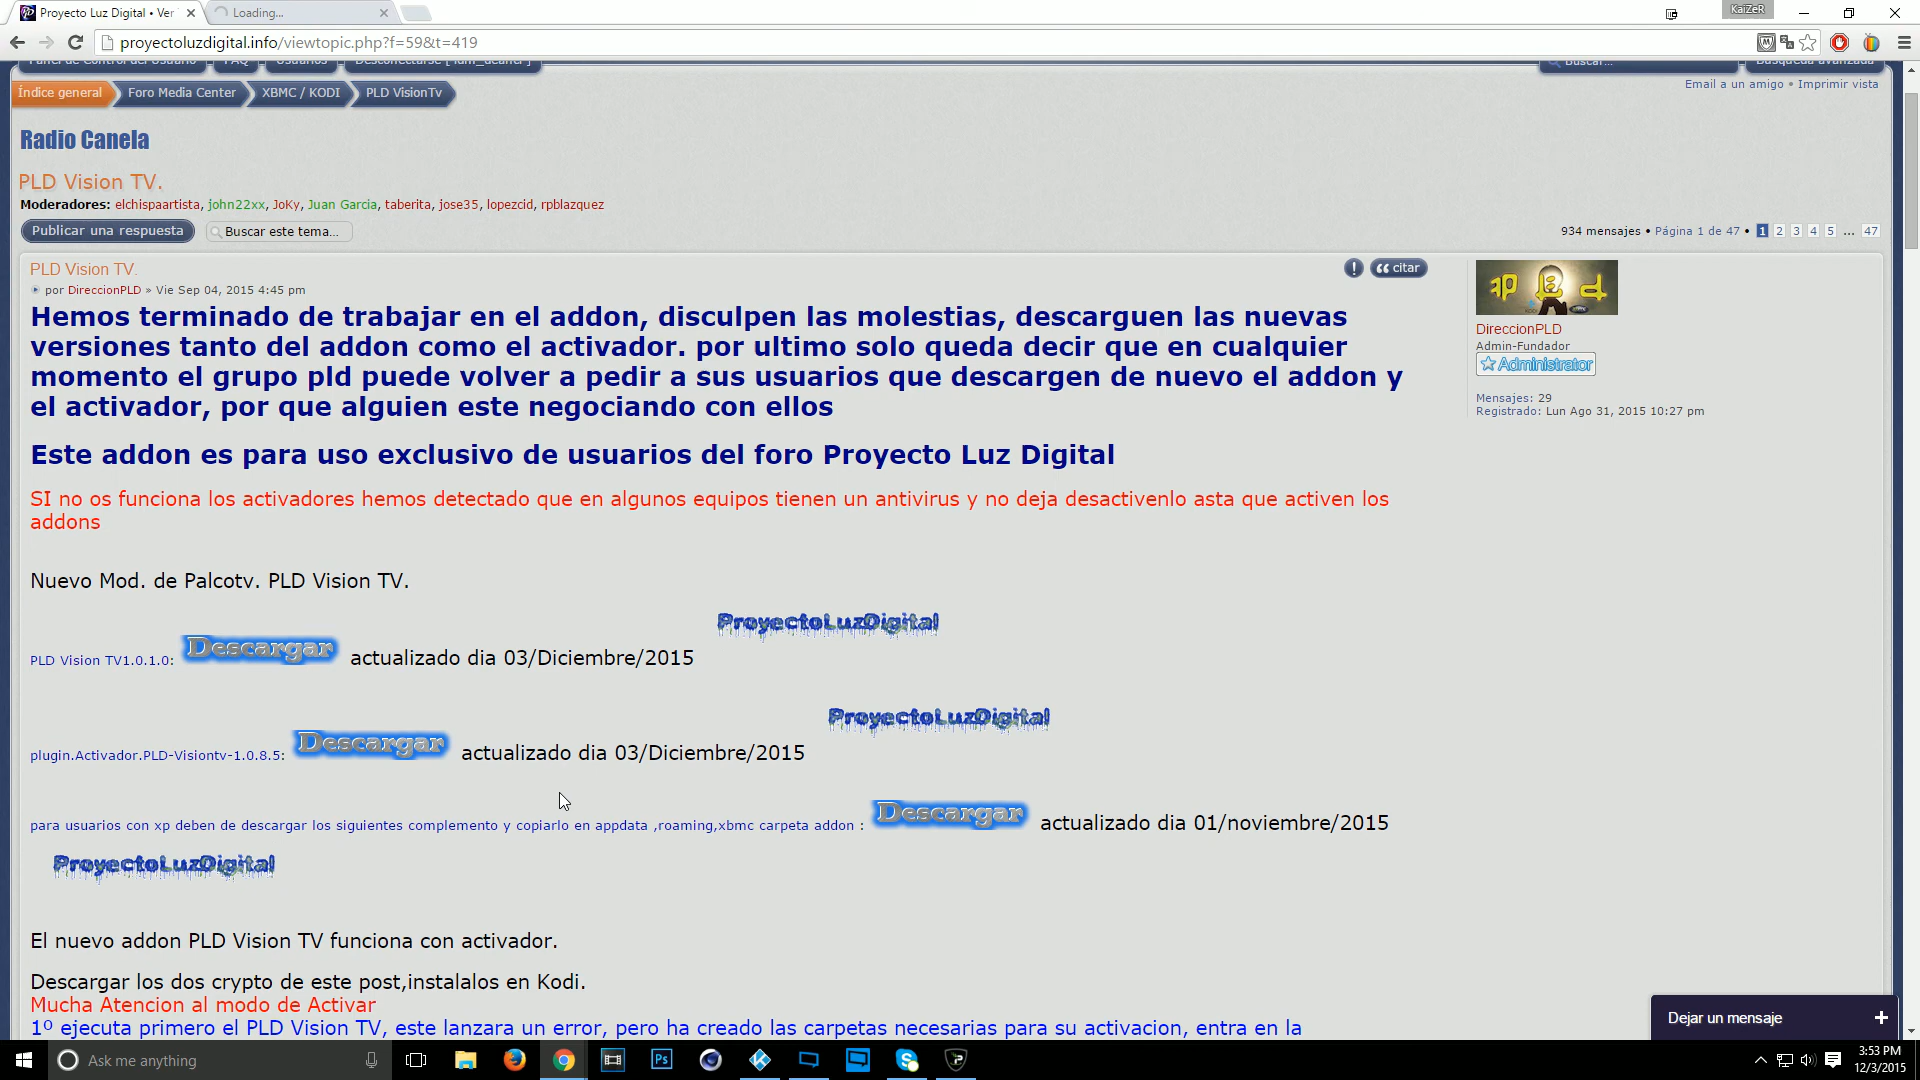 Proyecto Luz Digital • Ver
Loading...
KaiZeR
proyectoluzdigital.info/viewtopic.php?f=59&t=419
Panel de Control del Usuario FAQ Usuarios Desconectarse
Buscar... Búsqueda avanzada
Índice general Foro Media Center XBMC / KODI PLD VisionTv
Email a un amigo • Imprimir vista
Radio Canela
PLD Vision TV.
Moderadores: elchispaartista, john22xx, JoKy, Juan Garcia, taberita, jose35, lopezcid, rpblazquez
Publicar una respuesta
Buscar este tema...
934 mensajes • Página 1 de 47 • 1 2 3 4 5 ... 47
PLD Vision TV.
por DireccionPLD » Vie Sep 04, 2015 4:45 pm
! citar
Hemos terminado de trabajar en el addon, disculpen las molestias, descarguen las nuevas
versiones tanto del addon como el activador. por ultimo solo queda decir que en cualquier
momento el grupo pld puede volver a pedir a sus usuarios que descargen de nuevo el addon y
el activador, por que alguien este negociando con ellos
Este addon es para uso exclusivo de usuarios del foro Proyecto Luz Digital
SI no os funciona los activadores hemos detectado que en algunos equipos tienen un antivirus y no deja desactivenlo asta que activen los
addons
Nuevo Mod. de Palcotv. PLD Vision TV.
ProyectoLuzDigital
PLD Vision TV1.0.1.0: Descargar actualizado dia 03/Diciembre/2015
ProyectoLuzDigital
plugin.Activador.PLD-Visiontv-1.0.8.5: Descargar actualizado dia 03/Diciembre/2015
para usuarios con xp deben de descargar los siguientes complemento y copiarlo en appdata ,roaming,xbmc carpeta addon : Descargar actualizado dia 01/noviembre/2015
ProyectoLuzDigital
El nuevo addon PLD Vision TV funciona con activador.
Descargar los dos crypto de este post,instalalos en Kodi.
Mucha Atencion al modo de Activar
1º ejecuta primero el PLD Vision TV, este lanzara un error, pero ha creado las carpetas necesarias para su activacion, entra en la
PLD
DireccionPLD
Admin-Fundador
Administrator
Mensajes: 29
Registrado: Lun Ago 31, 2015 10:27 pm
Dejar un mensaje +
Ask me anything
Ps
3:53 PM
12/3/2015